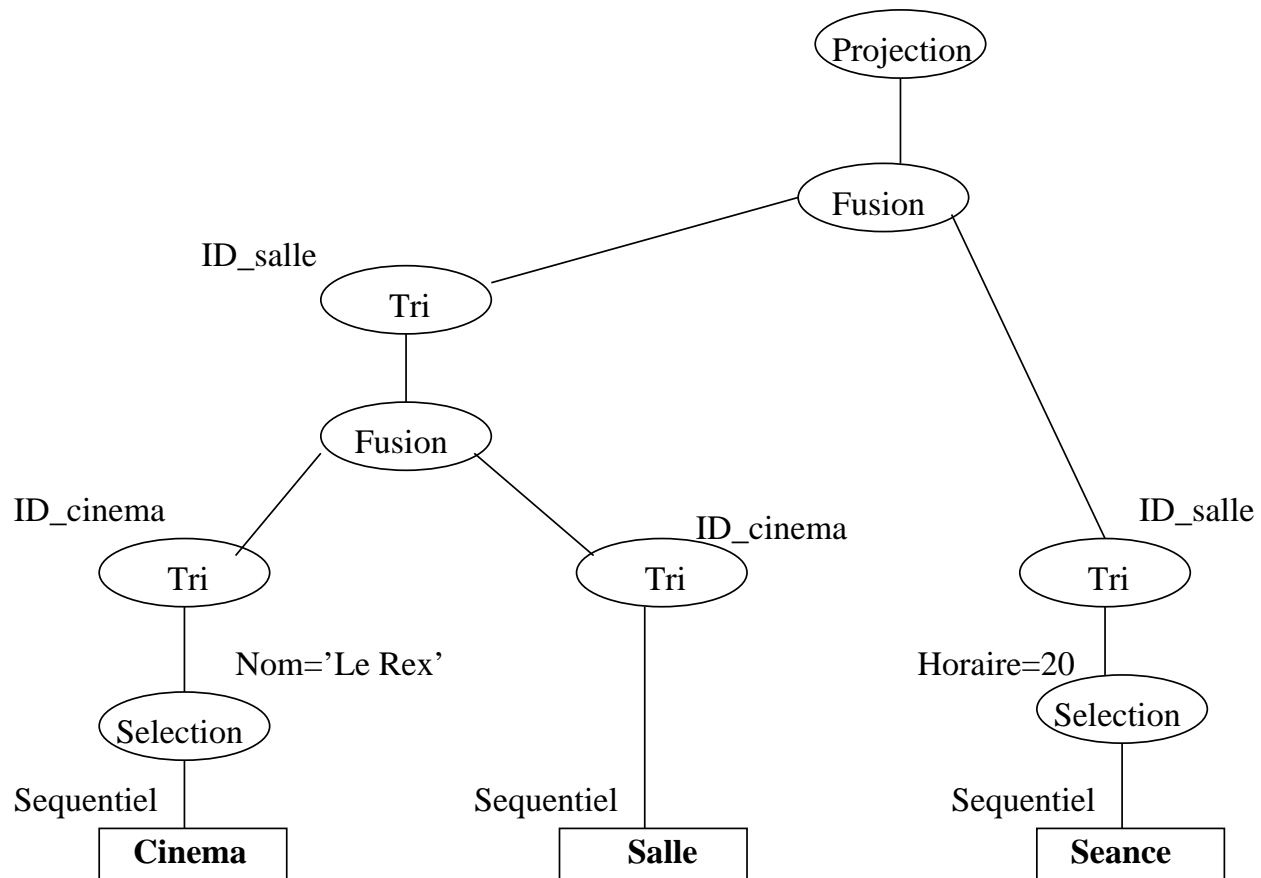 Projection
Fusion
ID_salle
Tri
Fusion
ID_cinema
ID_cinema
ID_salle
Tri
Tri
Tri
Nom=’Le Rex’
Horaire=20
Selection
Selection
Sequentiel
Sequentiel
Sequentiel
Cinema
Salle
Seance